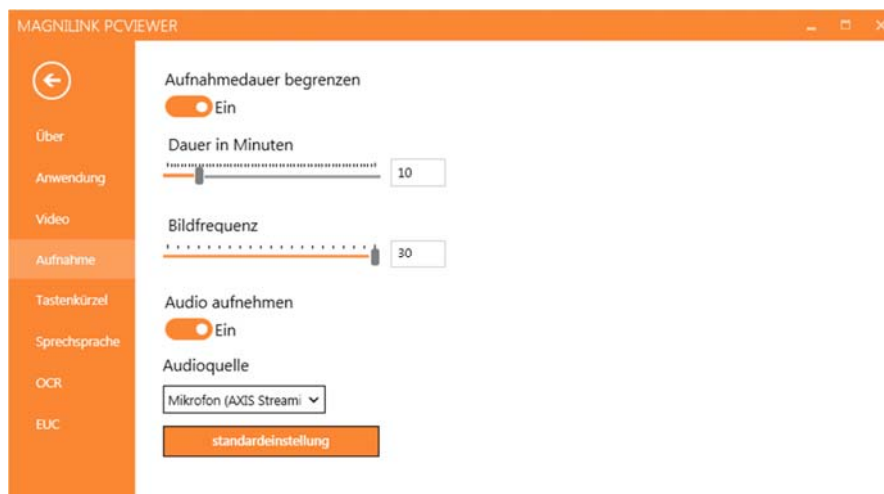 MAGNILINK PCVIEWER
Über
Anwendung
Video
Aufnahme
Tastenkürzel
Sprechsprache
OCR
EUC
Aufnahmedauer begrenzen
Ein
Dauer in Minuten
10
Bildfrequenz
30
Audio aufnehmen
Ein
Audioquelle
Mikrofon (AXIS Streami
standardeinstellung